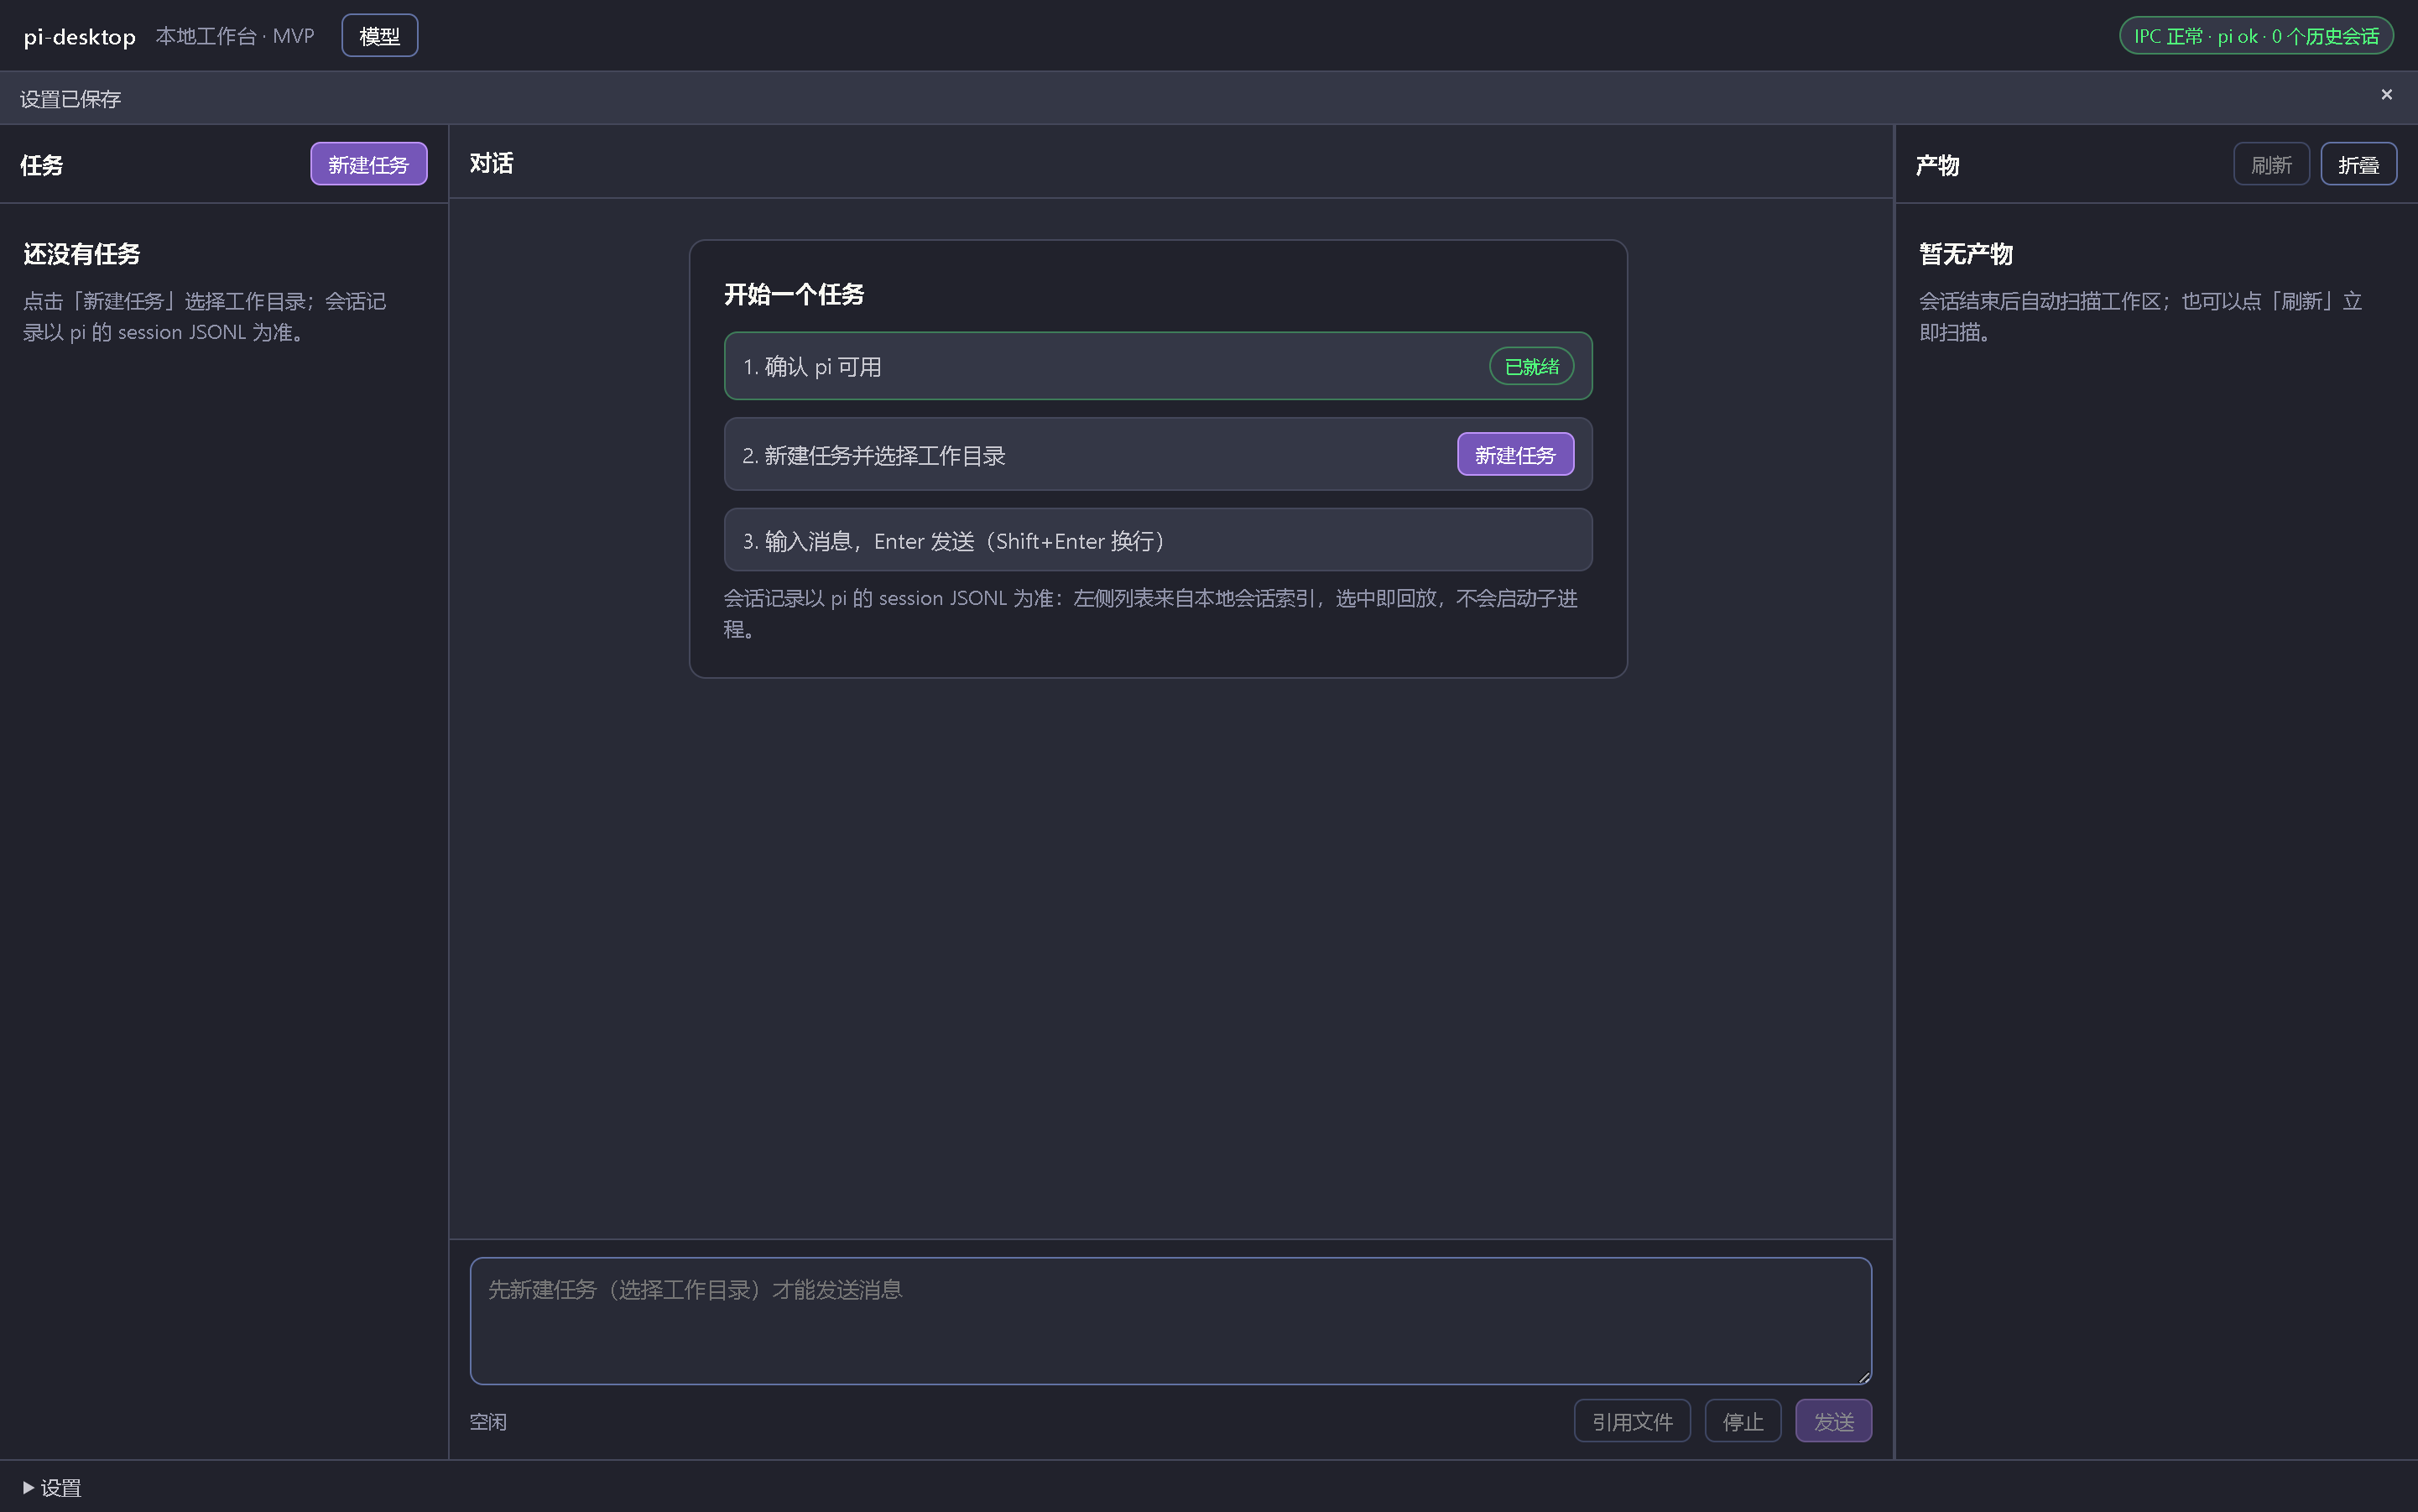 pi-desktop 本地工作台 · MVP 模型
IPC 正常 · pi ok · 0 个历史会话
设置已保存
×
任务 新建任务
还没有任务
点击「新建任务」选择工作目录；会话记
录以 pi 的 session JSONL 为准。
对话
开始一个任务
1. 确认 pi 可用 已就绪
2. 新建任务并选择工作目录 新建任务
3. 输入消息，Enter 发送（Shift+Enter 换行）
会话记录以 pi 的 session JSONL 为准：左侧列表来自本地会话索引，选中即回放，不会启动子进
程。
先新建任务（选择工作目录）才能发送消息
空闲 引用文件 停止 发送
产物 刷新 折叠
暂无产物
会话结束后自动扫描工作区；也可以点「刷新」立
即扫描。
▶ 设置